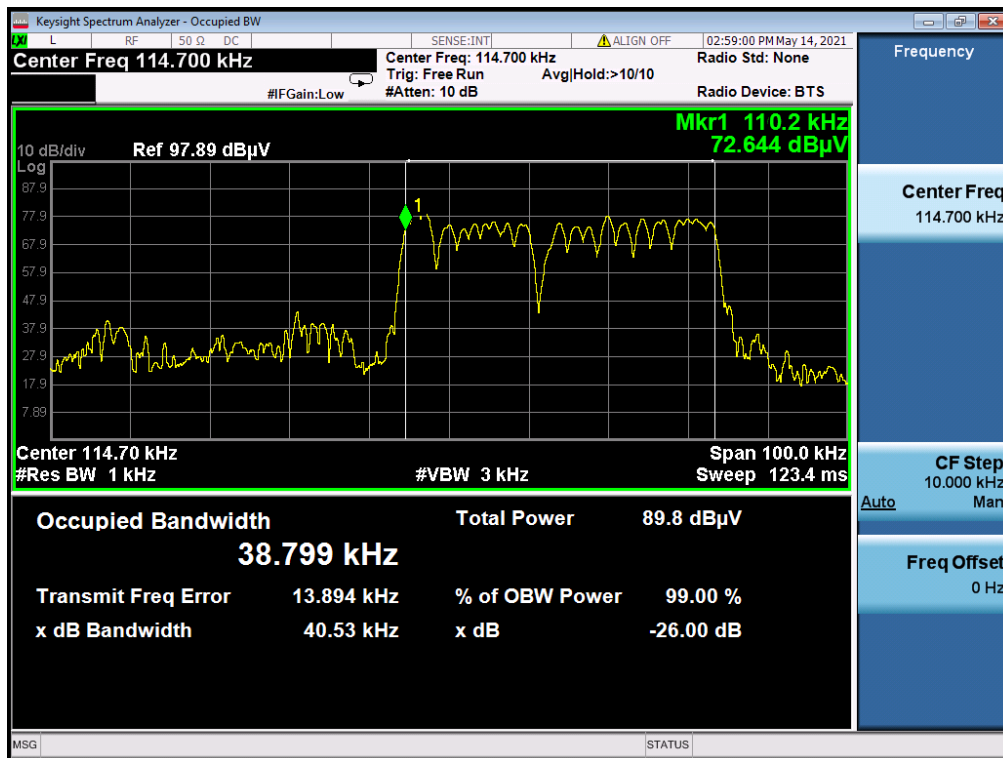 Keysight Spectrum Analyzer - Occupied BW
LXI L RF 50 Ω DC SENSE:INT ALIGN OFF 02:59:00 PM May 14, 2021
Center Freq 114.700 kHz
Center Freq: 114.700 kHz Radio Std: None
Trig: Free Run Avg|Hold:>10/10
#IFGain:Low #Atten: 10 dB Radio Device: BTS
Mkr1 110.2 kHz
72.644 dBµV
10 dB/div Ref 97.89 dBµV
Log
87.9
77.9
67.9
57.9
47.9
37.9
27.9
17.9
7.89
1
Center 114.70 kHz Span 100.0 kHz
#Res BW 1 kHz #VBW 3 kHz Sweep 123.4 ms
Occupied Bandwidth Total Power 89.8 dBµV
38.799 kHz
Transmit Freq Error 13.894 kHz % of OBW Power 99.00 %
x dB Bandwidth 40.53 kHz x dB -26.00 dB
Frequency
Center Freq
114.700 kHz
CF Step
10.000 kHz
Auto Man
Freq Offset
0 Hz
MSG STATUS